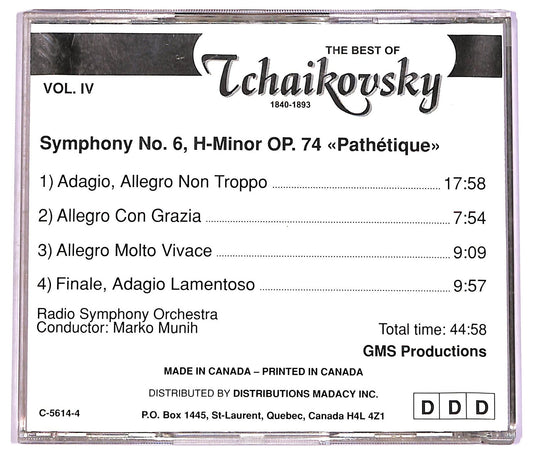 THE BEST OF
Tchaikovsky
VOL. IV
1840-1893
Symphony No. 6, H-Minor OP. 74 «Pathétique»
1) Adagio, Allegro Non Troppo 17:58
2) Allegro Con Grazia 7:54
3) Allegro Molto Vivace 9:09
4) Finale, Adagio Lamentoso 9:57
Radio Symphony Orchestra
Conductor: Marko Munih Total time: 44:58
GMS Productions
MADE IN CANADA – PRINTED IN CANADA
DISTRIBUTED BY DISTRIBUTIONS MADACY INC.
C-5614-4 P.O. Box 1445, St-Laurent, Quebec, Canada H4L 4Z1
D D D